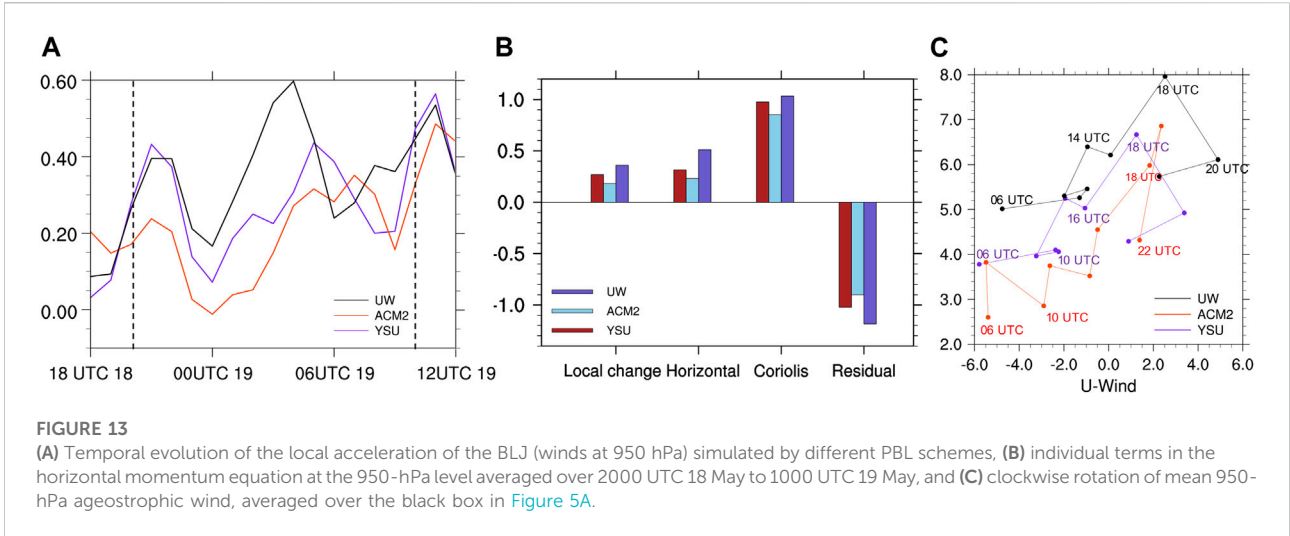 A
0.60
0.40
0.20
0.00
UW
ACM2
YSU
18 UTC 18
00UTC 19
06UTC 19
12UTC 19
B
1.0
0.5
0.0
-0.5
-1.0
UW
ACM2
YSU
Local change
Horizontal
Coriolis
Residual
C
8.0
7.0
6.0
5.0
4.0
3.0
2.0
18 UTC
14 UTC
18 UTC
20 UTC
18 UTC
06 UTC
16 UTC
22 UTC
06 UTC
10 UTC
10 UTC
06 UTC
UW
ACM2
YSU
-6.0
-4.0
-2.0
0.0
2.0
4.0
6.0
U-Wind
FIGURE 13
(A) Temporal evolution of the local acceleration of the BLJ (winds at 950 hPa) simulated by different PBL schemes, (B) individual terms in the
horizontal momentum equation at the 950-hPa level averaged over 2000 UTC 18 May to 1000 UTC 19 May, and (C) clockwise rotation of mean 950-
hPa ageostrophic wind, averaged over the black box in Figure 5A.